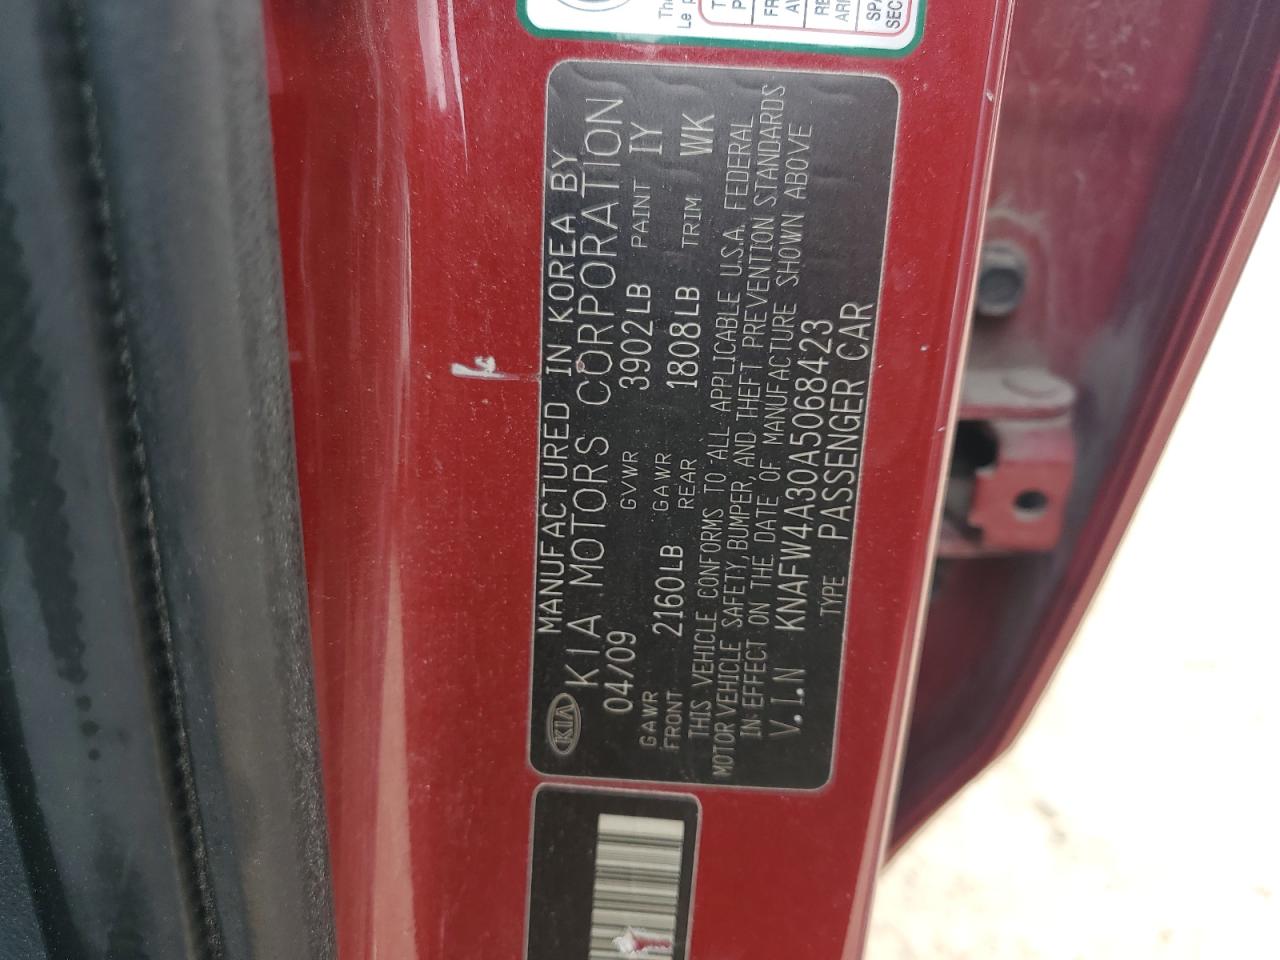 KIA
MANUFACTURED IN KOREA BY
KIA MOTORS CORPORATION
04/09 GVWR 3902LB PAINT IY
GAWR FRONT 2160LB GAWR REAR 1808LB TRIM WK
THIS VEHICLE CONFORMS TO ALL APPLICABLE U.S.A. FEDERAL
MOTOR VEHICLE SAFETY, BUMPER, AND THEFT PREVENTION STANDARDS
IN EFFECT ON THE DATE OF MANUFACTURE SHOWN ABOVE
V.I.N KNAFW4A30A5068423
TYPE PASSENGER CAR